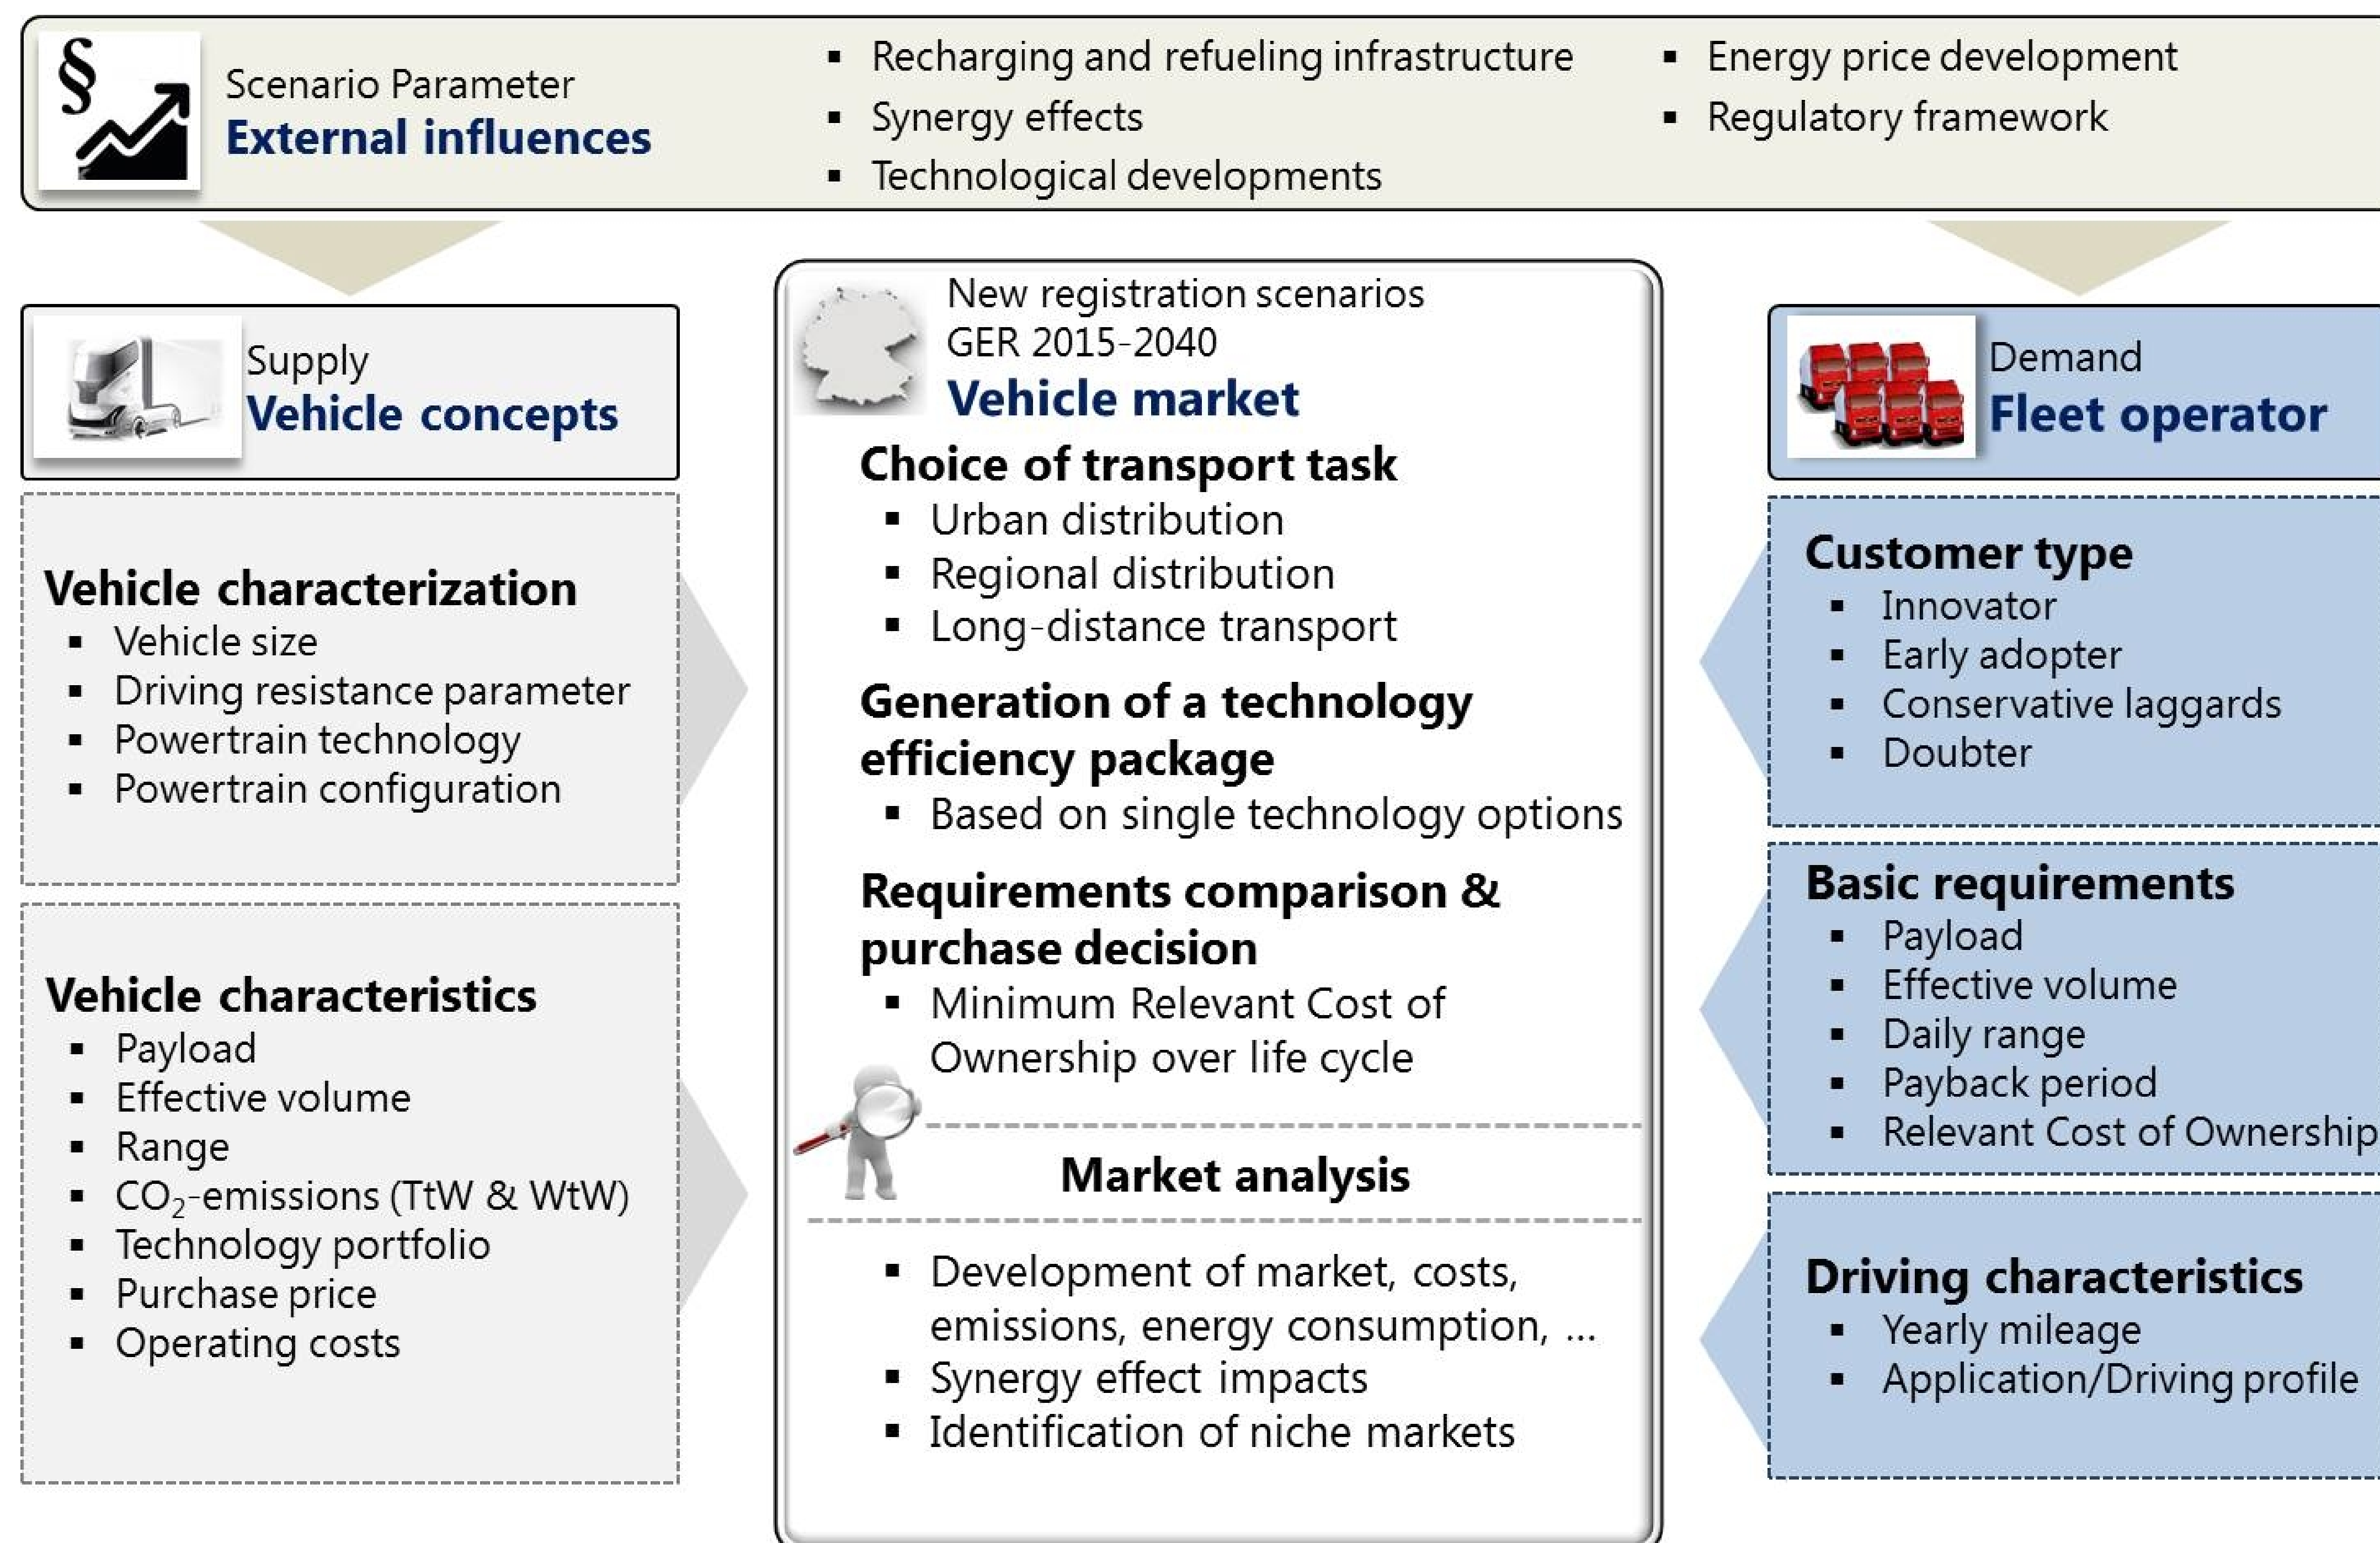 §
Scenario Parameter
External influences
▪ Recharging and refueling infrastructure
▪ Synergy effects
▪ Technological developments
▪ Energy price development
▪ Regulatory framework
Supply
Vehicle concepts
Vehicle characterization
▪ Vehicle size
▪ Driving resistance parameter
▪ Powertrain technology
▪ Powertrain configuration
Vehicle characteristics
▪ Payload
▪ Effective volume
▪ Range
▪ CO₂-emissions (TtW & WtW)
▪ Technology portfolio
▪ Purchase price
▪ Operating costs
New registration scenarios
GER 2015-2040
Vehicle market
Choice of transport task
▪ Urban distribution
▪ Regional distribution
▪ Long-distance transport
Generation of a technology
efficiency package
▪ Based on single technology options
Requirements comparison &
purchase decision
▪ Minimum Relevant Cost of
Ownership over life cycle
Market analysis
▪ Development of market, costs,
emissions, energy consumption, ...
▪ Synergy effect impacts
▪ Identification of niche markets
Demand
Fleet operator
Customer type
▪ Innovator
▪ Early adopter
▪ Conservative laggards
▪ Doubter
Basic requirements
▪ Payload
▪ Effective volume
▪ Daily range
▪ Payback period
▪ Relevant Cost of Ownership
Driving characteristics
▪ Yearly mileage
▪ Application/Driving profile